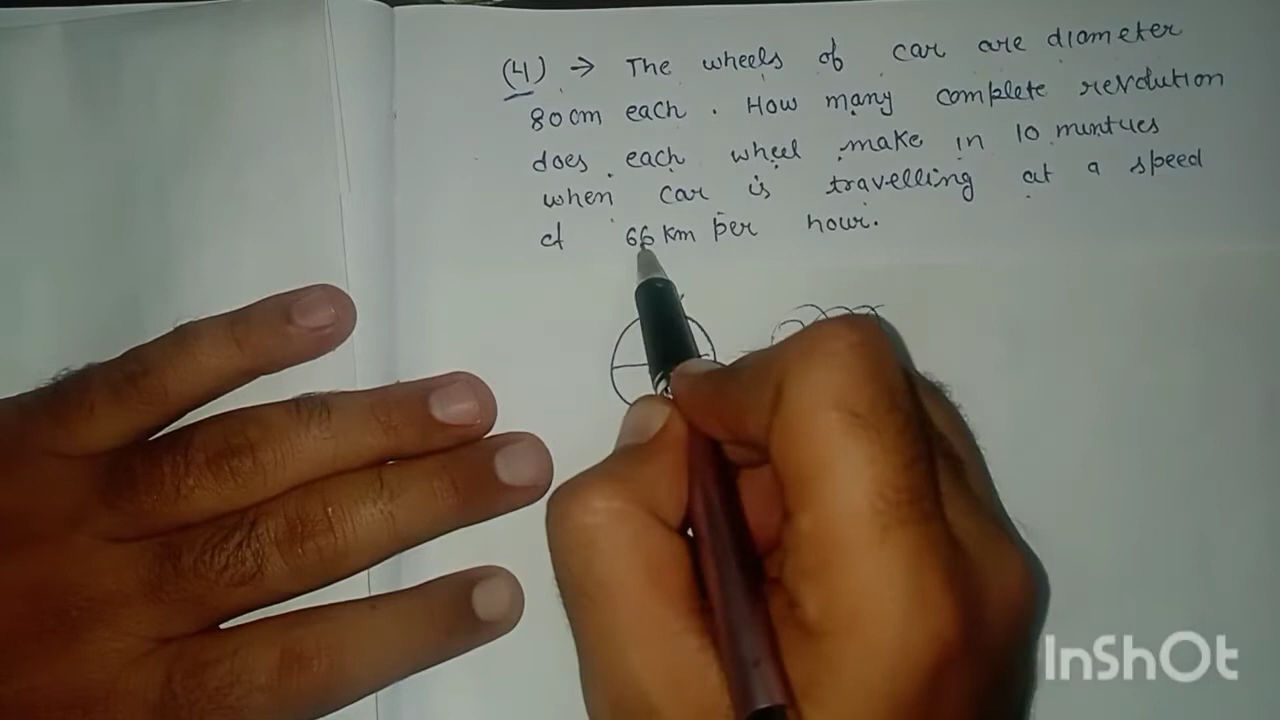 (4) → The wheels of car are diameter
80cm each. How many complete revolution
does each wheel make in 10 muntues
when car is travelling at a speed
of 66 km per hour.
InShOt